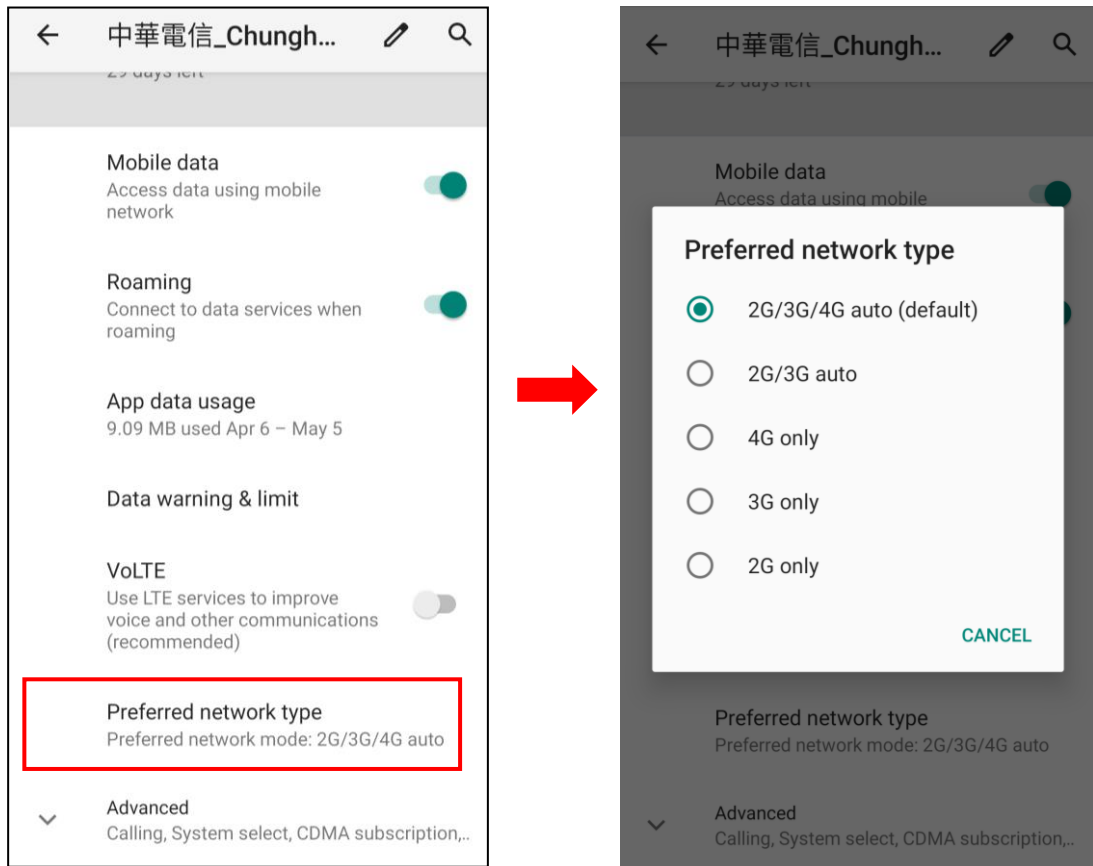 中華電信_Chungh...
29 days left
Mobile data
Access data using mobile
network
Roaming
Connect to data services when
roaming
App data usage
9.09 MB used Apr 6 – May 5
Data warning & limit
VoLTE
Use LTE services to improve
voice and other communications
(recommended)
Preferred network type
Preferred network mode: 2G/3G/4G auto
Advanced
Calling, System select, CDMA subscription,..
中華電信_Chungh...
29 days left
Mobile data
Access data using mobile
Preferred network type
2G/3G/4G auto (default)
2G/3G auto
4G only
3G only
2G only
CANCEL
Preferred network type
Preferred network mode: 2G/3G/4G auto
Advanced
Calling, System select, CDMA subscription,..